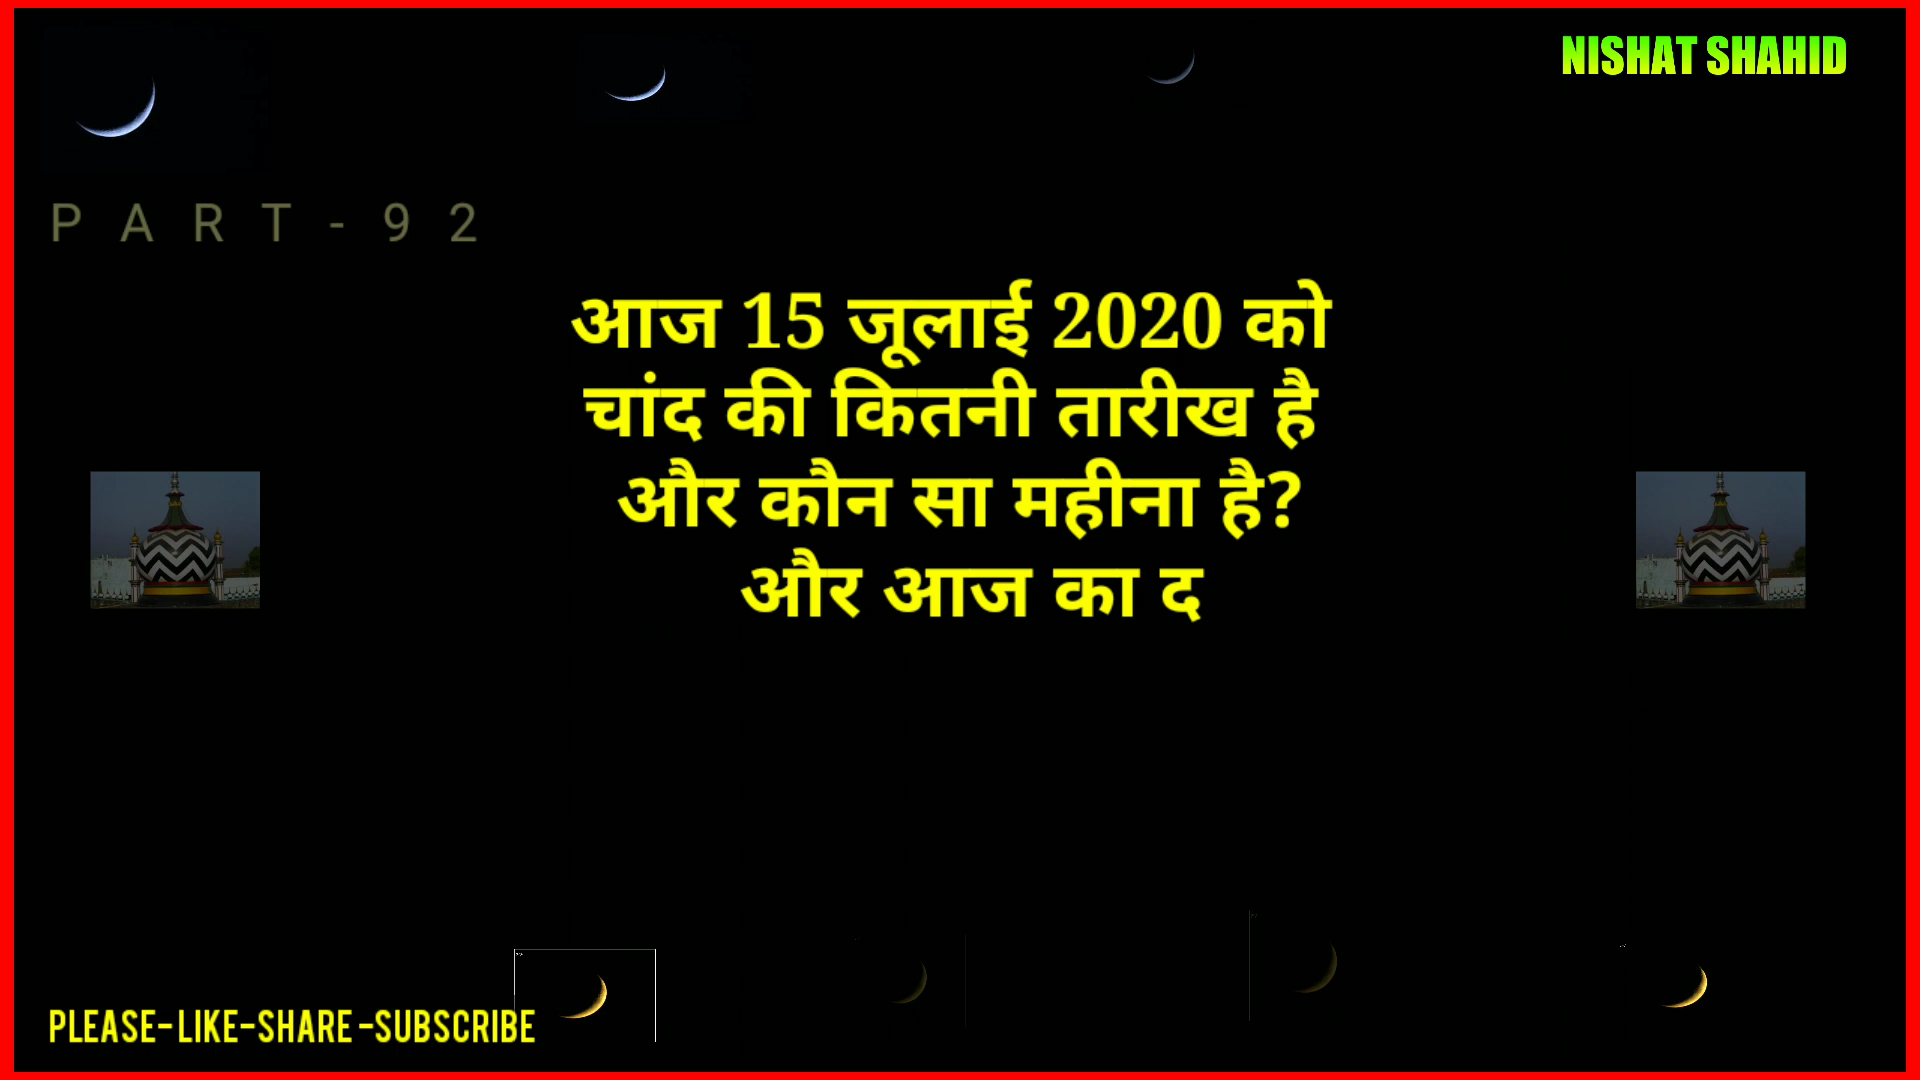 NISHAT SHAHID
PART-92
आज 15 जूलाई 2020 को
चांद की कितनी तारीख है
और कौन सा महीना है?
और आज का द
PLEASE-LIKE-SHARE-SUBSCRIBE